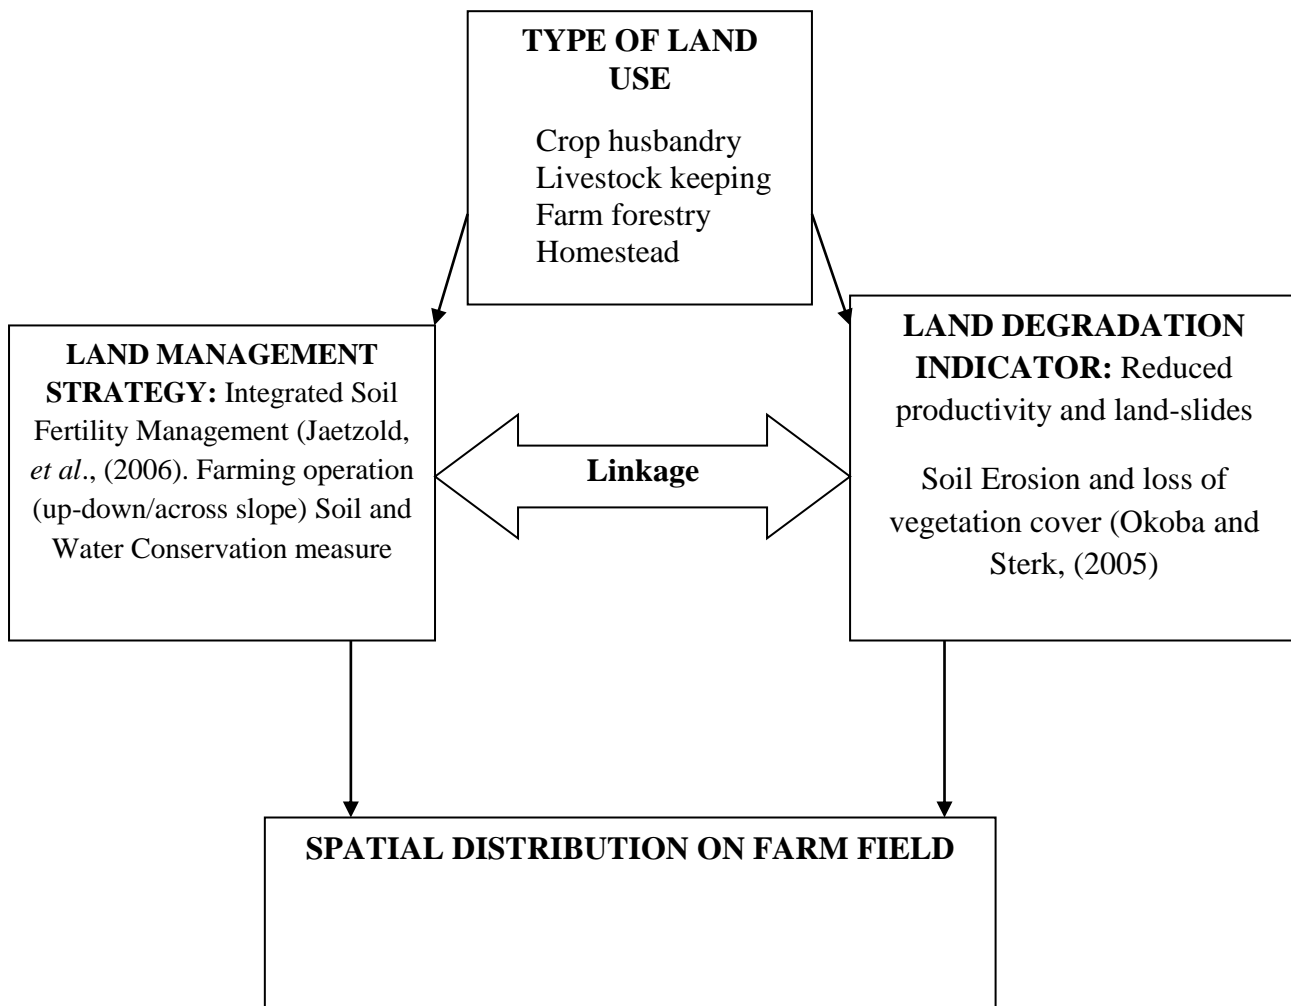 TYPE OF LAND
USE
Crop husbandry
Livestock keeping
Farm forestry
Homestead
LAND MANAGEMENT
STRATEGY: Integrated Soil
Fertility Management (Jaetzold,
et al., (2006). Farming operation
(up-down/across slope) Soil and
Water Conservation measure
Linkage
LAND DEGRADATION
INDICATOR: Reduced
productivity and land-slides
Soil Erosion and loss of
vegetation cover (Okoba and
Sterk, (2005)
SPATIAL DISTRIBUTION ON FARM FIELD